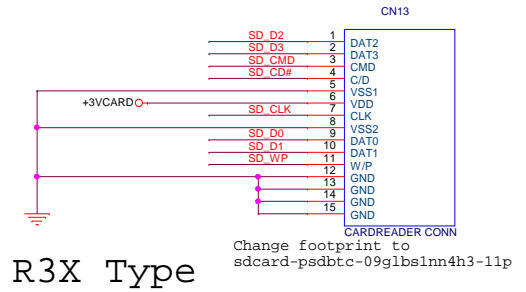 CN13
SD_D2 1 DAT2
SD_D3 2 DAT3
SD_CMD 3 CMD
SD_CD# 4 C/D
5 VSS1
+3VCARD 6 VDD
SD_CLK 7 CLK
8 VSS2
SD_D0 9 DAT0
SD_D1 10 DAT1
SD_WP 11 W/P
12 GND
13 GND
14 GND
15 GND
CARDREADER CONN
Change footprint to
sdcard-psdbtc-09glbs1nn4h3-11p
R3X Type